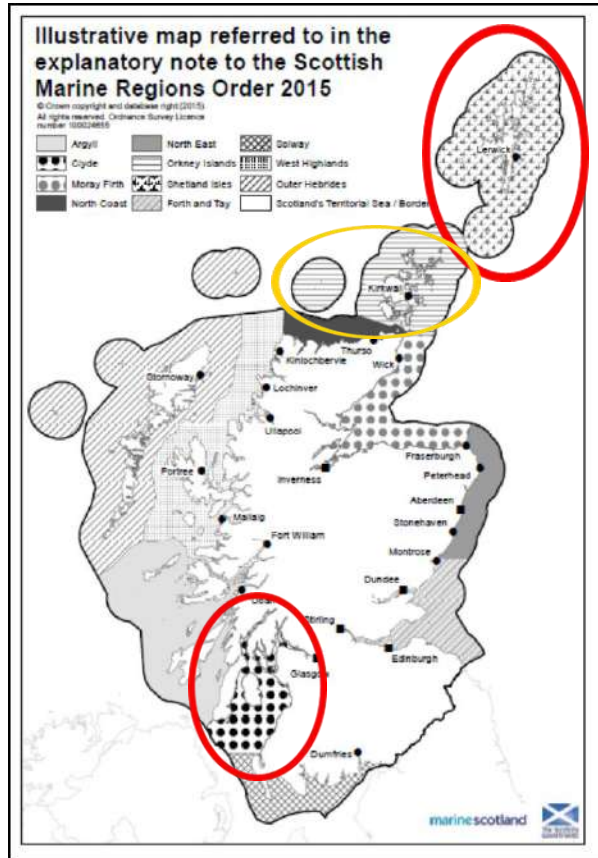 Illustrative map referred to in the
explanatory note to the Scottish
Marine Regions Order 2015
© Crown copyright and database right (2015)
All rights reserved. Ordnance Survey Licence
number 100024655
Argyll
North East
Solway
Clyde
Orkney Islands
West Highlands
Moray Firth
Shetland Isles
Outer Hebrides
North Coast
Forth and Tay
Scotland's Territorial Sea / Border
Lerwick
Kirkwall
Thurso
Kinlochbervie
Wick
Stornoway
Lochinver
Ullapool
Fraserburgh
Portree
Inverness
Peterhead
Aberdeen
Mallaig
Stonehaven
Fort William
Montrose
Dundee
Oban
Stirling
Edinburgh
Glasgow
Dumfries
marinescotland